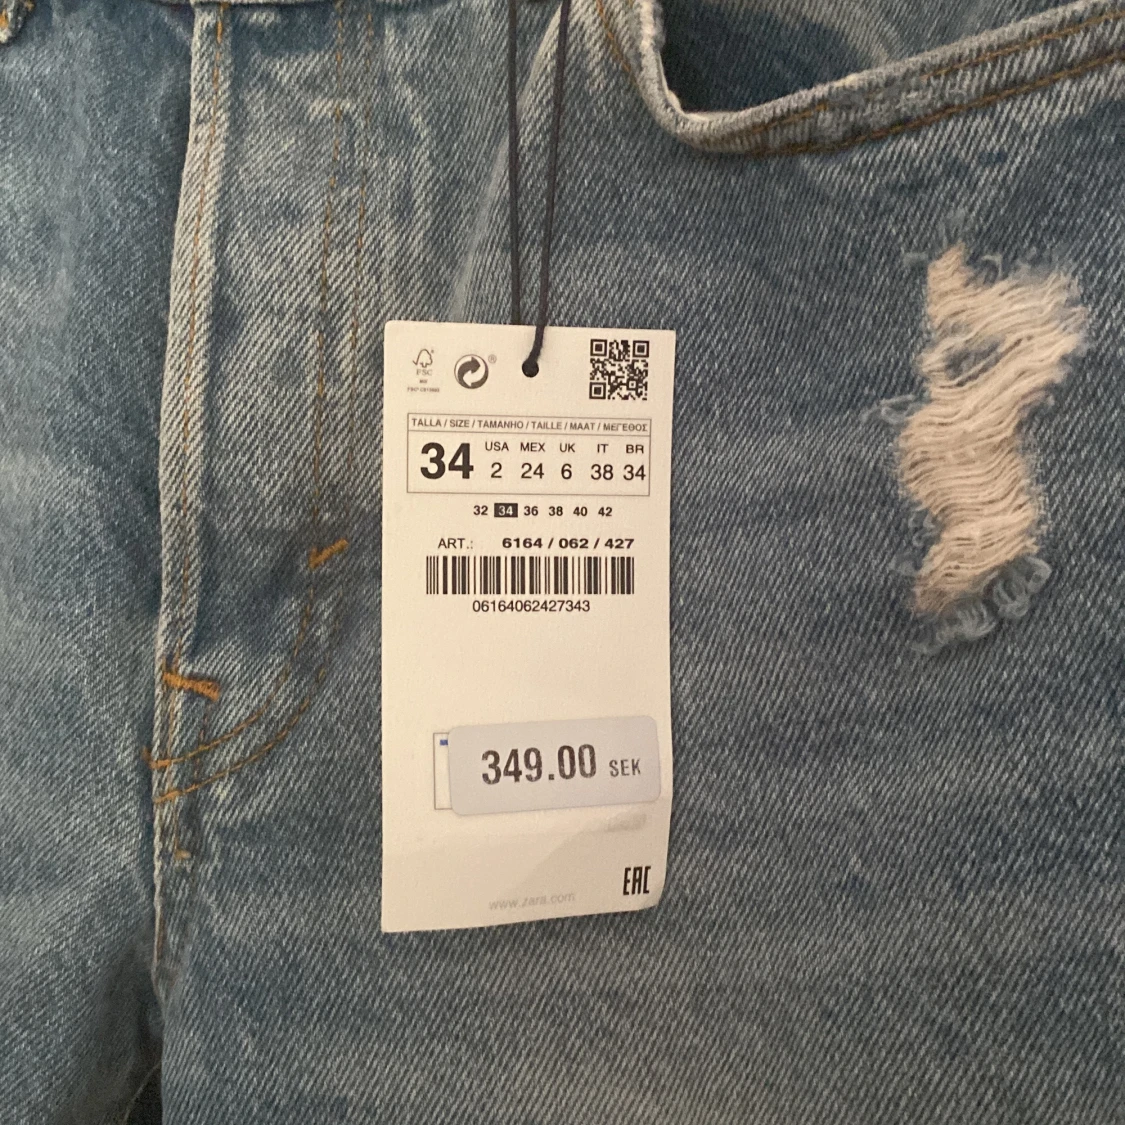 FSC
®
TALLA / SIZE / TAMANHO / TAILLE / MAAT / ΜΕΓΕΘΟΣ
34
USA MEX UK IT BR
2 24 6 38 34
32 34 36 38 40 42
ART.: 6164 / 062 / 427
06164062427343
349.00 SEK
EAC
www.zara.com